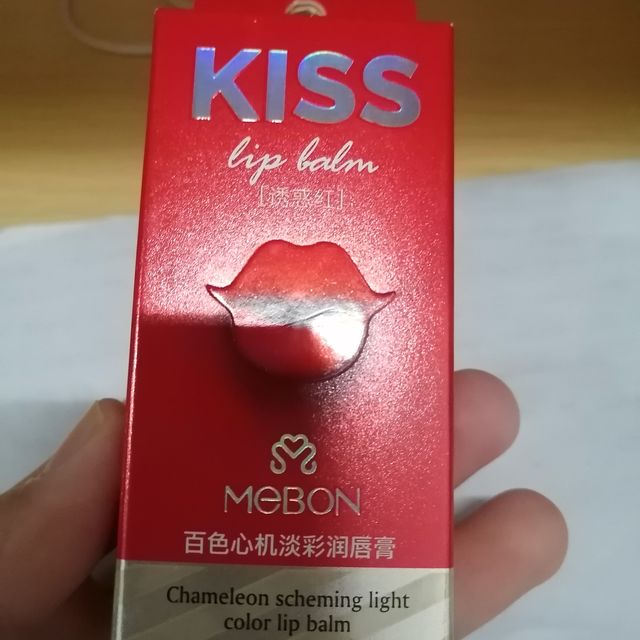 KISS
lip balm
[诱惑红]
MeBON
百色心机淡彩润唇膏
Chameleon scheming light
color lip balm